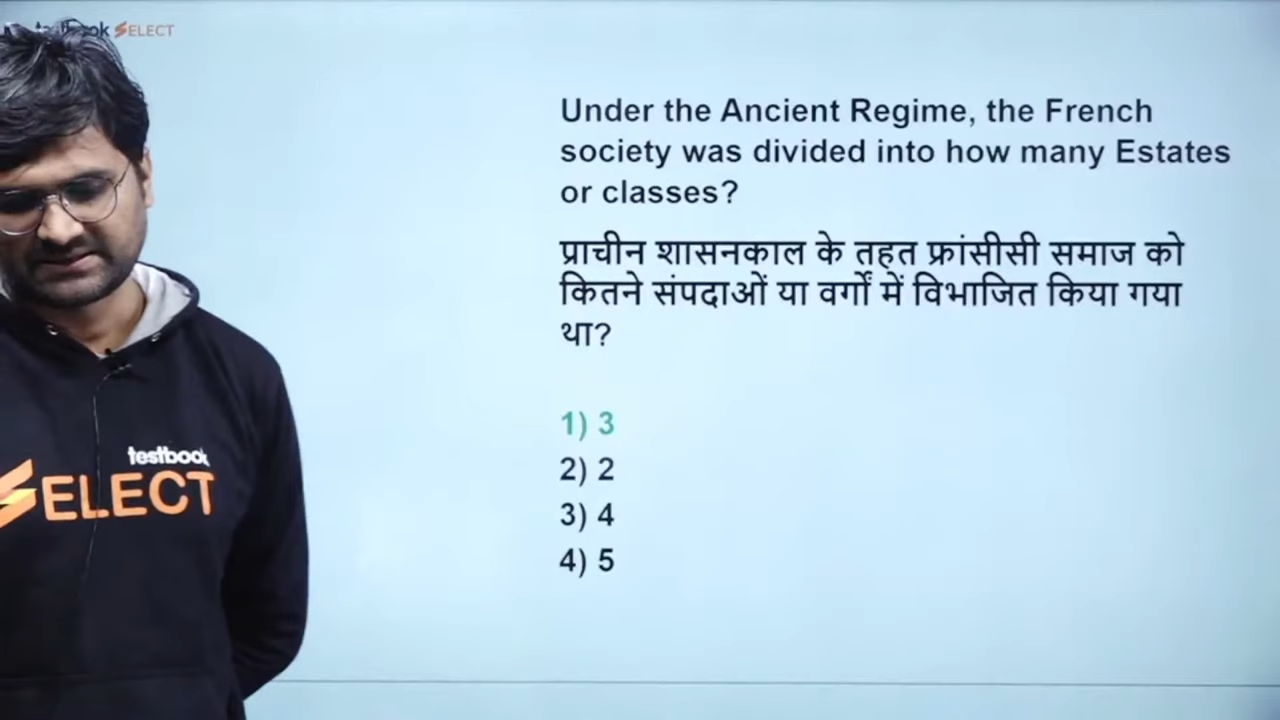 testbook SELECT
Under the Ancient Regime, the French
society was divided into how many Estates
or classes?
प्राचीन शासनकाल के तहत फ्रांसीसी समाज को
कितने संपदाओं या वर्गों में विभाजित किया गया
था?
1) 3
2) 2
3) 4
4) 5
testbook
SELECT